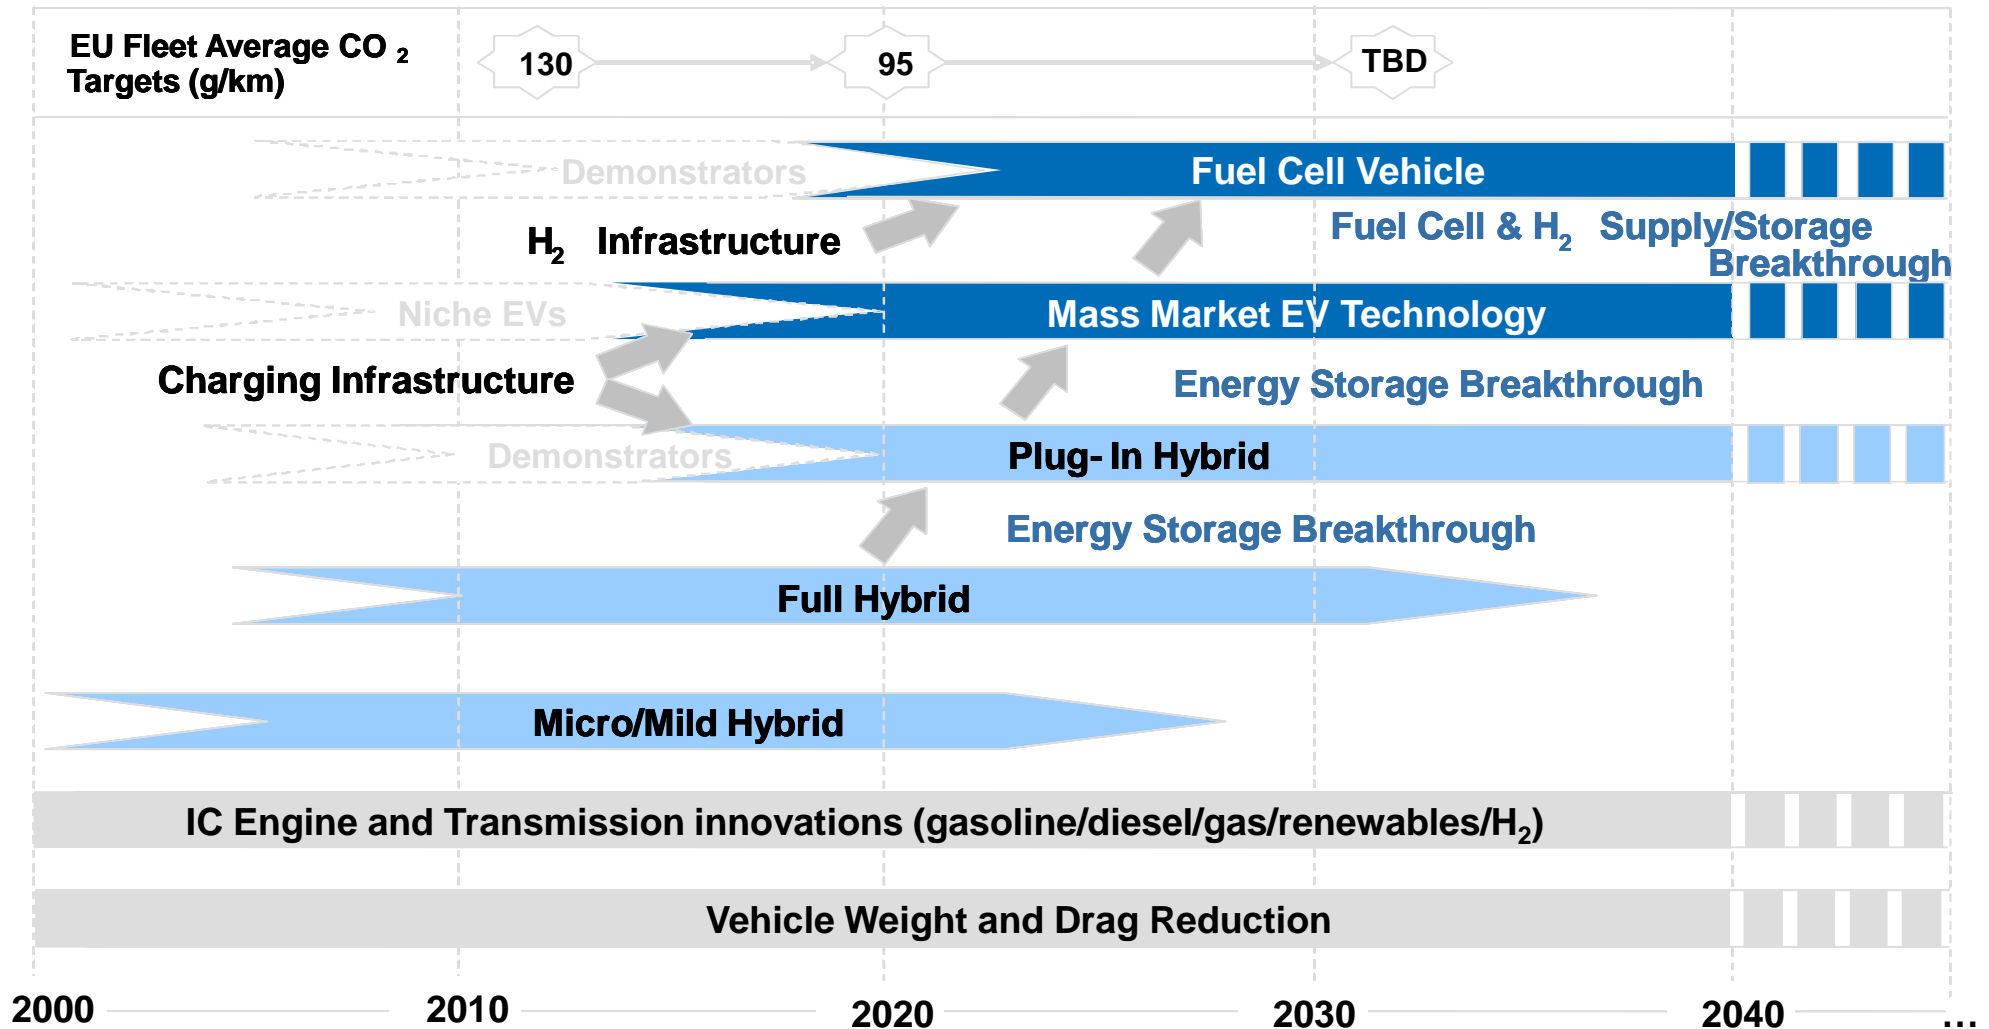 EU Fleet Average CO 2
Targets (g/km)
130
95
TBD
Demonstrators
Fuel Cell Vehicle
H2 Infrastructure
Fuel Cell & H2 Supply/Storage
Breakthrough
Niche EVs
Mass Market EV Technology
Charging Infrastructure
Energy Storage Breakthrough
Demonstrators
Plug- In Hybrid
Energy Storage Breakthrough
Full Hybrid
Micro/Mild Hybrid
IC Engine and Transmission innovations (gasoline/diesel/gas/renewables/H2)
Vehicle Weight and Drag Reduction
2000
2010
2020
2030
2040
...